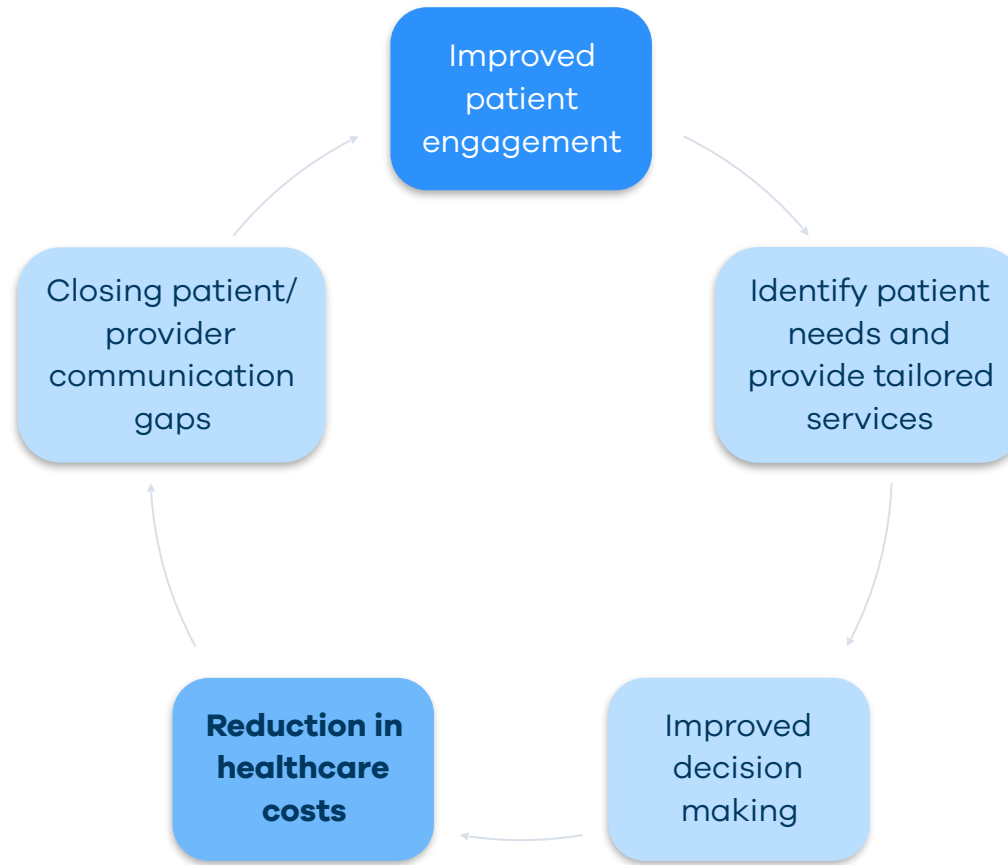 Improved
patient
engagement
Identify patient
needs and
provide tailored
services
Improved
decision
making
Reduction in
healthcare
costs
Closing patient/
provider
communication
gaps